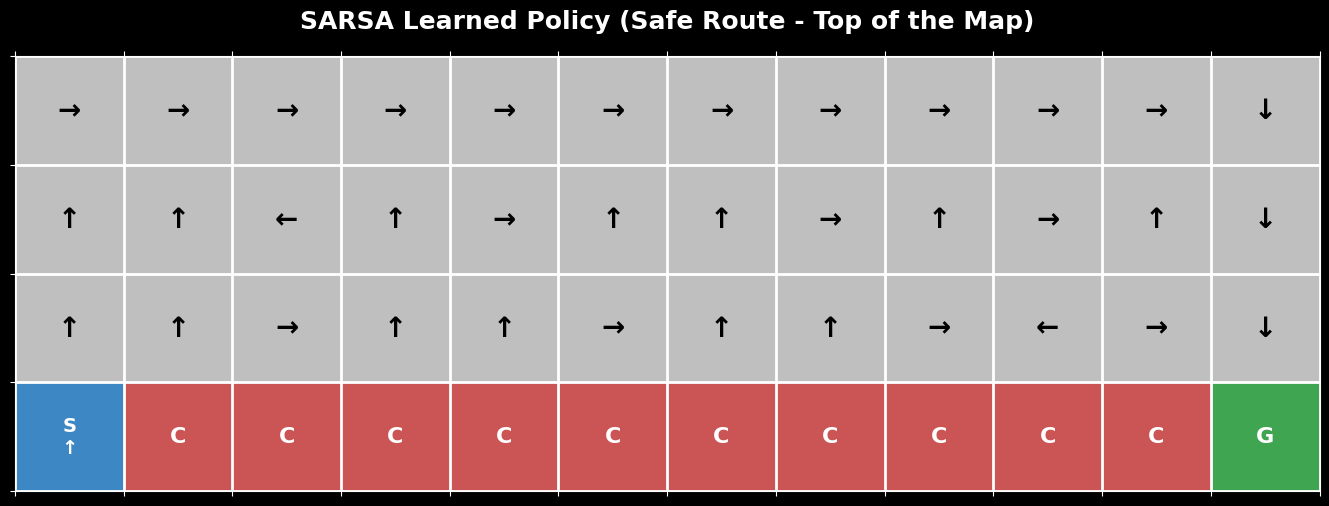 SARSA Learned Policy (Safe Route - Top of the Map)
→ → → → → → → → → → → ↓
↑ ↑ ← ↑ → ↑ ↑ → ↑ → ↑ ↓
↑ ↑ → ↑ ↑ → ↑ ↑ → ← → ↓
S C C C C C C C C C C G
↑